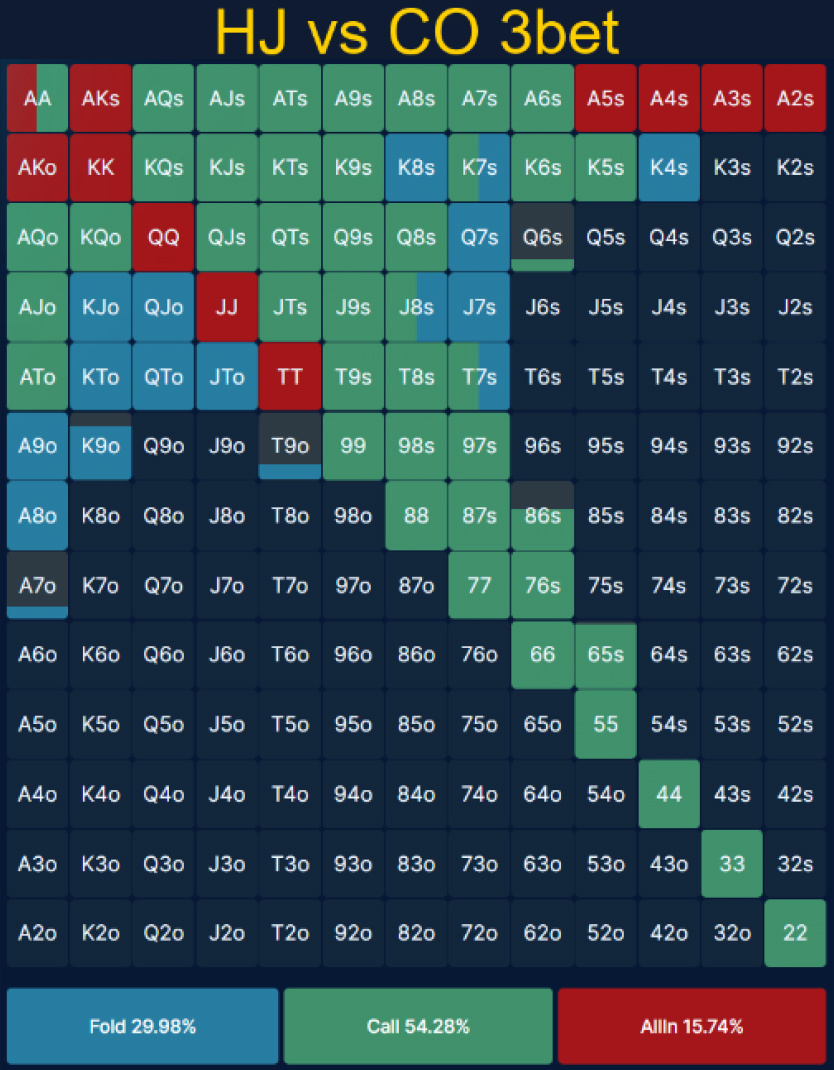 HJ vs CO 3bet
AA AKs AQs AJs ATs A9s A8s A7s A6s A5s A4s A3s A2s
AKo KK KQs KJs KTs K9s K8s K7s K6s K5s K4s K3s K2s
AQo KQo QQ QJs QTs Q9s Q8s Q7s Q6s Q5s Q4s Q3s Q2s
AJo KJo QJo JJ JTs J9s J8s J7s J6s J5s J4s J3s J2s
ATo KTo QTo JTo TT T9s T8s T7s T6s T5s T4s T3s T2s
A9o K9o Q9o J9o T9o 99 98s 97s 96s 95s 94s 93s 92s
A8o K8o Q8o J8o T8o 98o 88 87s 86s 85s 84s 83s 82s
A7o K7o Q7o J7o T7o 97o 87o 77 76s 75s 74s 73s 72s
A6o K6o Q6o J6o T6o 96o 86o 76o 66 65s 64s 63s 62s
A5o K5o Q5o J5o T5o 95o 85o 75o 65o 55 54s 53s 52s
A4o K4o Q4o J4o T4o 94o 84o 74o 64o 54o 44 43s 42s
A3o K3o Q3o J3o T3o 93o 83o 73o 63o 53o 43o 33 32s
A2o K2o Q2o J2o T2o 92o 82o 72o 62o 52o 42o 32o 22
Fold 29.98% Call 54.28% AllIn 15.74%